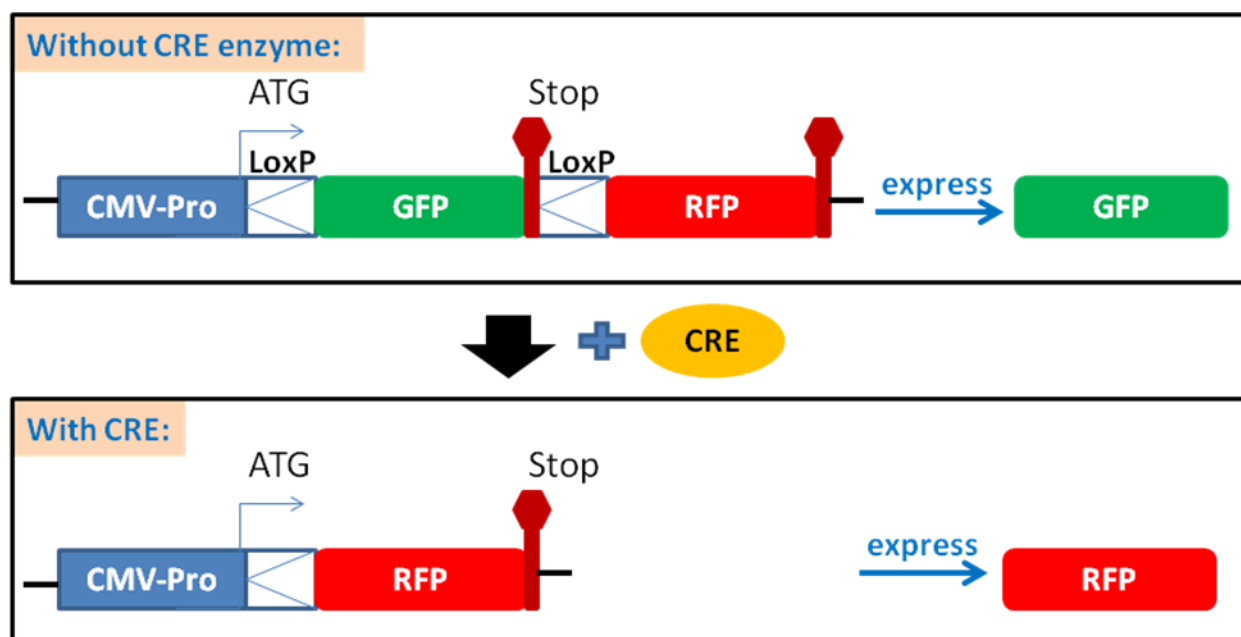 Without CRE enzyme:
ATG Stop
LoxP LoxP
CMV-Pro GFP RFP express GFP
CRE
With CRE:
ATG Stop
CMV-Pro RFP express RFP